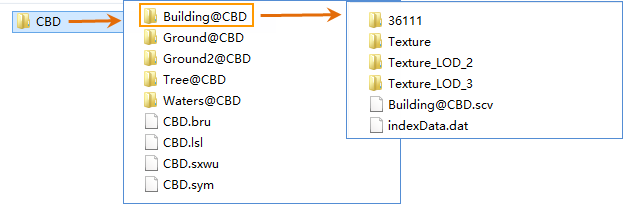 CBD
Building@CBD
Ground@CBD
Ground2@CBD
Tree@CBD
Waters@CBD
CBD.bru
CBD.lsl
CBD.sxwu
CBD.sym
36111
Texture
Texture_LOD_2
Texture_LOD_3
Building@CBD.scv
indexData.dat